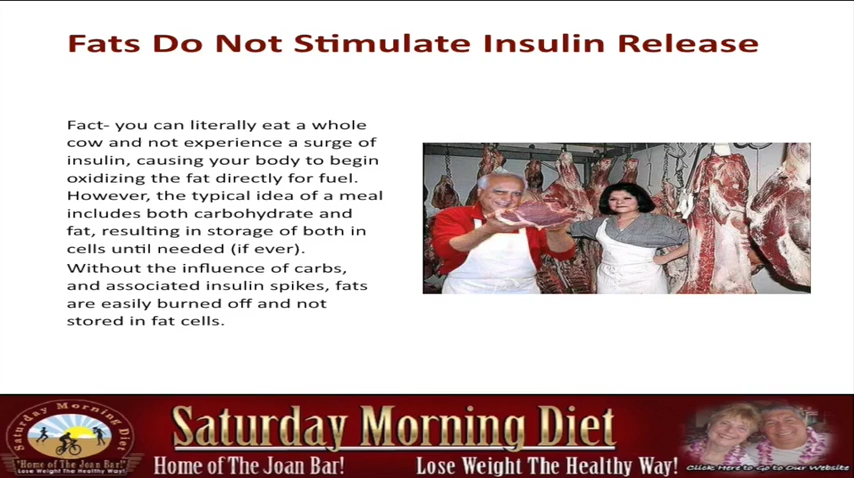 Fats Do Not Stimulate Insulin Release
Fact- you can literally eat a whole
cow and not experience a surge of
insulin, causing your body to begin
oxidizing the fat directly for fuel.
However, the typical idea of a meal
includes both carbohydrate and
fat, resulting in storage of both in
cells until needed (if ever).
Without the influence of carbs,
and associated insulin spikes, fats
are easily burned off and not
stored in fat cells.
Saturday Morning Diet
"Home of The Joan Bar!"
Lose Weight The Healthy Way!
Saturday Morning Diet
Home of The Joan Bar!
Lose Weight The Healthy Way!
Click Here to Go to Our Website